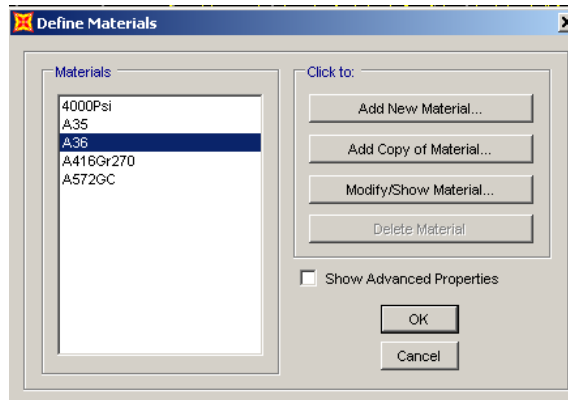 Define Materials
Materials
4000Psi
A35
A36
A416Gr270
A572GC
Click to:
Add New Material...
Add Copy of Material...
Modify/Show Material...
Delete Material
Show Advanced Properties
OK
Cancel